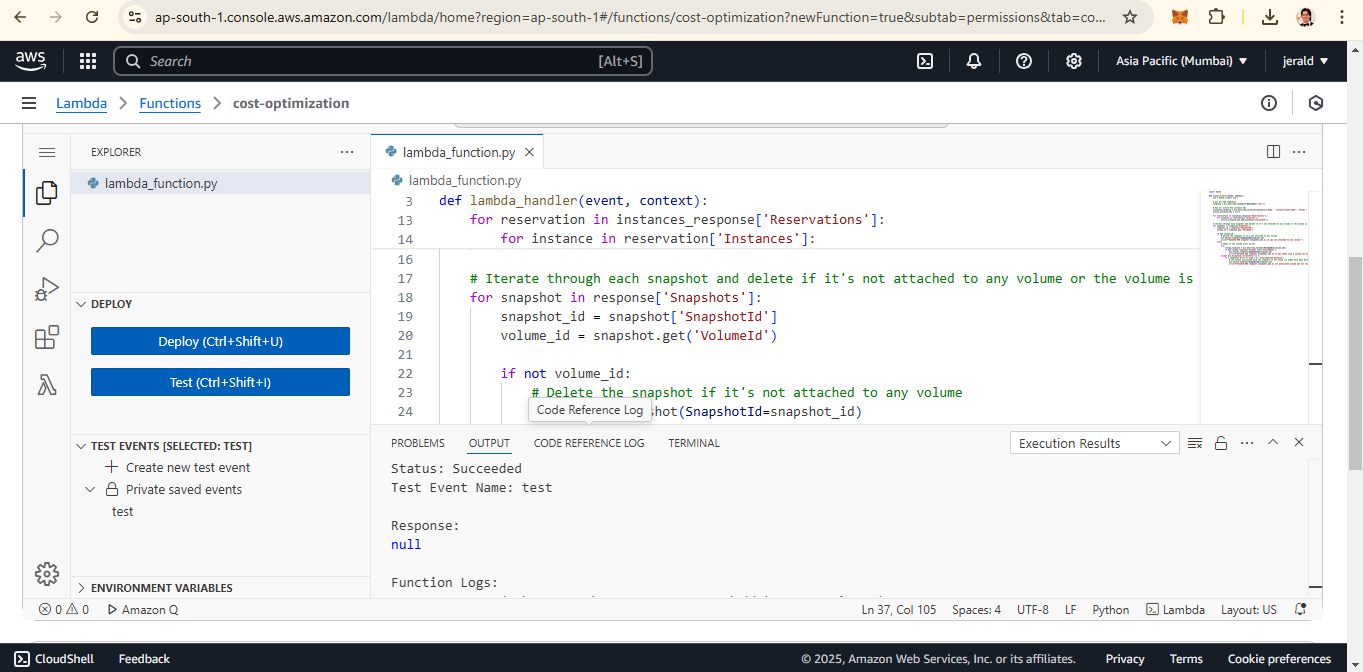 ap-south-1.console.aws.amazon.com/lambda/home?region=ap-south-1#/functions/cost-optimization?newFunction=true&subtab=permissions&tab=co...
aws
Search
[Alt+S]
Asia Pacific (Mumbai)
jerald
Lambda
Functions
cost-optimization
EXPLORER
lambda_function.py
DEPLOY
Deploy (Ctrl+Shift+U)
Test (Ctrl+Shift+I)
TEST EVENTS [SELECTED: TEST]
Create new test event
Private saved events
test
ENVIRONMENT VARIABLES
lambda_function.py
lambda_function.py
3 def lambda_handler(event, context):
13 for reservation in instances_response['Reservations']:
14 for instance in reservation['Instances']:
16
17 # Iterate through each snapshot and delete if it's not attached to any volume or the volume is
18 for snapshot in response['Snapshots']:
19 snapshot_id = snapshot['SnapshotId']
20 volume_id = snapshot.get('VolumeId')
21
22 if not volume_id:
23 # Delete the snapshot if it's not attached to any volume
24 shot(SnapshotId=snapshot_id)
Code Reference Log
PROBLEMS
OUTPUT
CODE REFERENCE LOG
TERMINAL
Execution Results
Status: Succeeded
Test Event Name: test
Response:
null
Function Logs:
0 0
Amazon Q
Ln 37, Col 105
Spaces: 4
UTF-8
LF
Python
Lambda
Layout: US
CloudShell
Feedback
© 2025, Amazon Web Services, Inc. or its affiliates.
Privacy
Terms
Cookie preferences